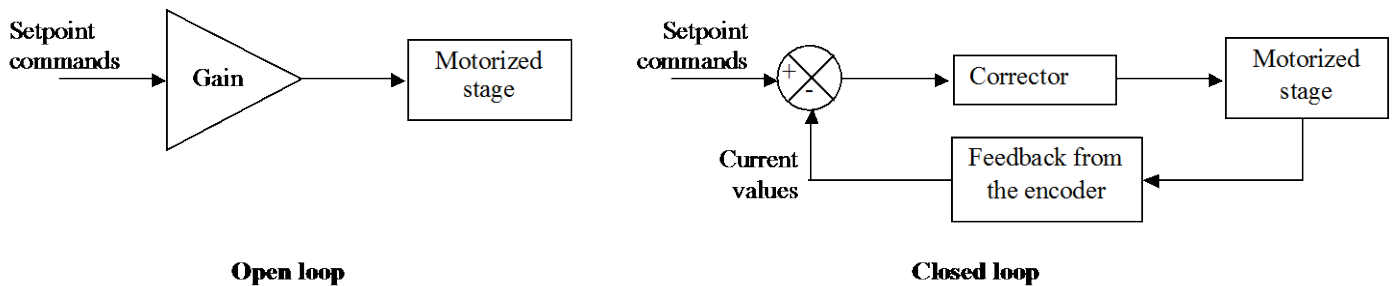 Setpoint
commands
Gain
Motorized
stage
Open loop
Setpoint
commands
+
-
Corrector
Motorized
stage
Current
values
Feedback from
the encoder
Closed loop